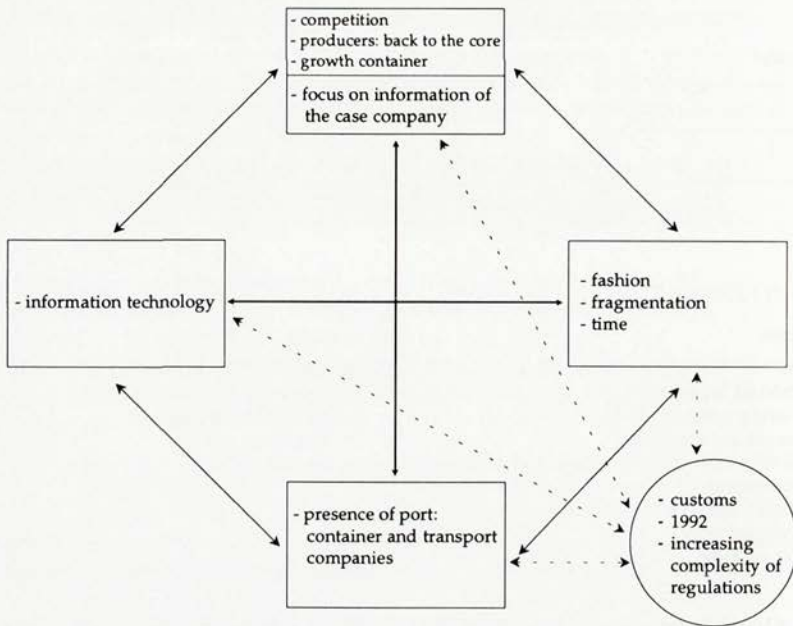 - competition
- producers: back to the core
- growth container
- focus on information of
the case company
- information technology
- fashion
- fragmentation
- time
- presence of port:
container and transport
companies
- customs
- 1992
- increasing
complexity of
regulations